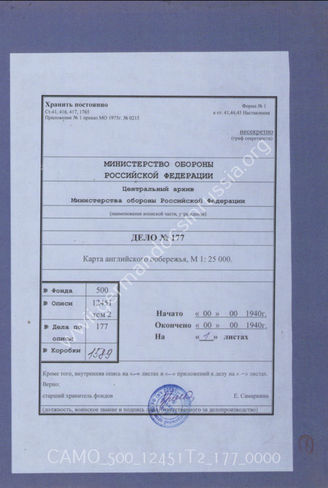 Хранить постоянно
Ст.41, 416, 417, 1765
Приложения № 1 приказ МО 1975г. № 0215
Форма № 1
к ст. 41,44,45 Наставления
несекретно
(гриф секретности)
МИНИСТЕРСТВО ОБОРОНЫ
РОССИЙСКОЙ ФЕДЕРАЦИИ
Центральный архив
Министерства обороны Российской Федерации
(наименование воинской части, учреждения)
ДЕЛО № 177
Карта английского побережья, М 1: 25 000.
№ Фонда 500
№ Описи 12451
том 2
№ Дела по описи 177
№ Коробки 1589
Начато « 00 » 00 1940г.
Окончено « 00 » 00 1940г.
На « 1 » листах
Кроме того, внутренняя опись на «–» листах и «–» приложений к делу на «–» листах.
Верно:
старший хранитель фондов Е. Самаркина
(должность, воинское звание и подпись ответственного за делопроизводство)
CAMO_500_12451T2_177_0000